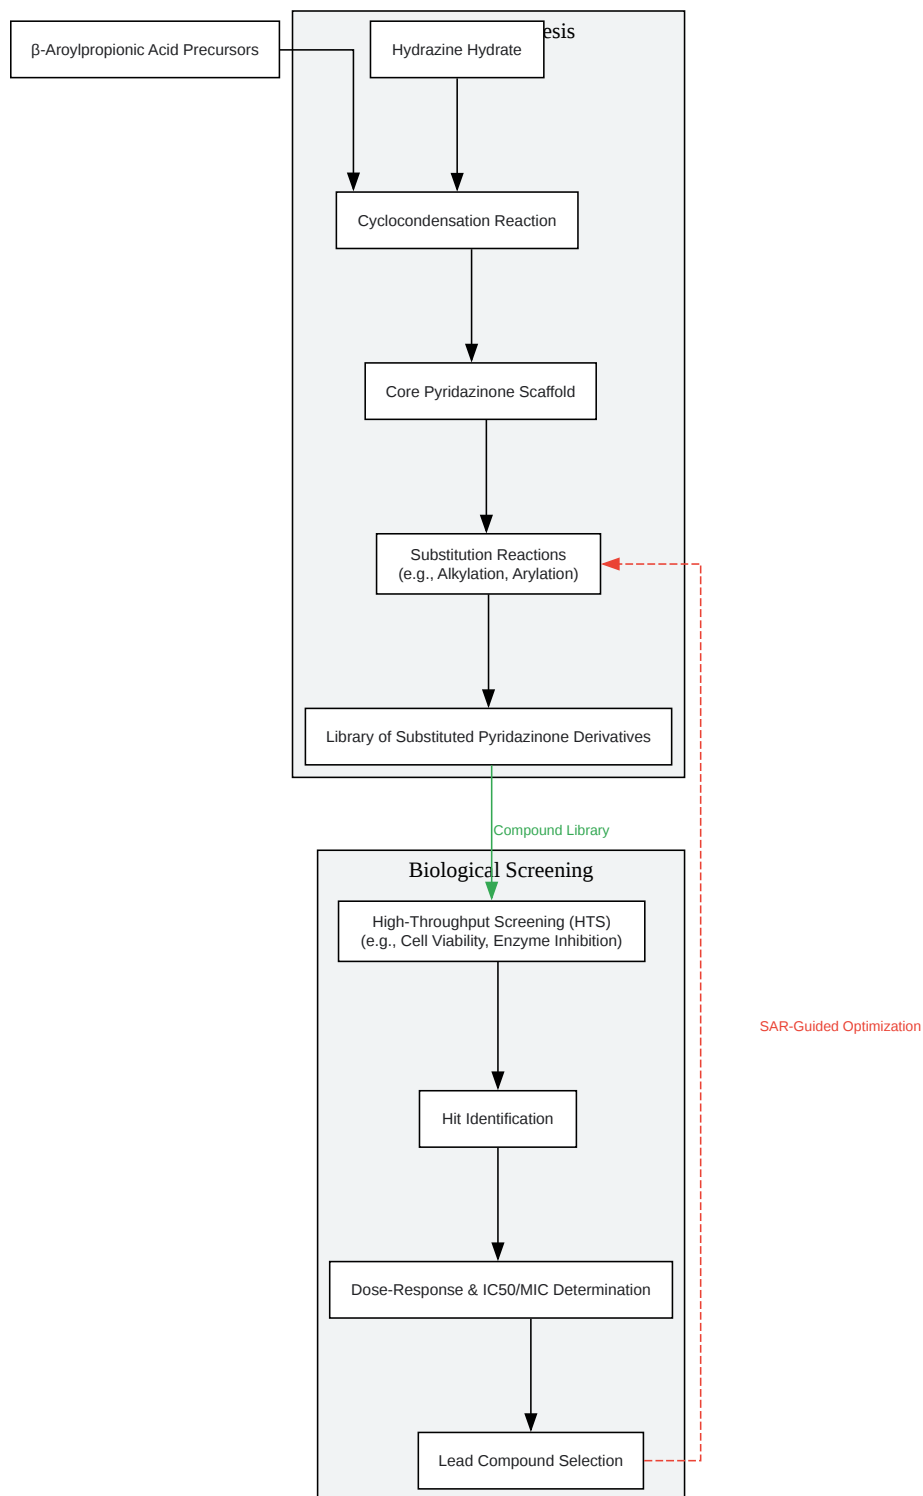 β-Aroylpropionic Acid Precursors
Hydrazine Hydrate
Cyclocondensation Reaction
Core Pyridazinone Scaffold
Substitution Reactions
(e.g., Alkylation, Arylation)
Library of Substituted Pyridazinone Derivatives
Compound Library
Biological Screening
High-Throughput Screening (HTS)
(e.g., Cell Viability, Enzyme Inhibition)
SAR-Guided Optimization
Hit Identification
Dose-Response & IC50/MIC Determination
Lead Compound Selection